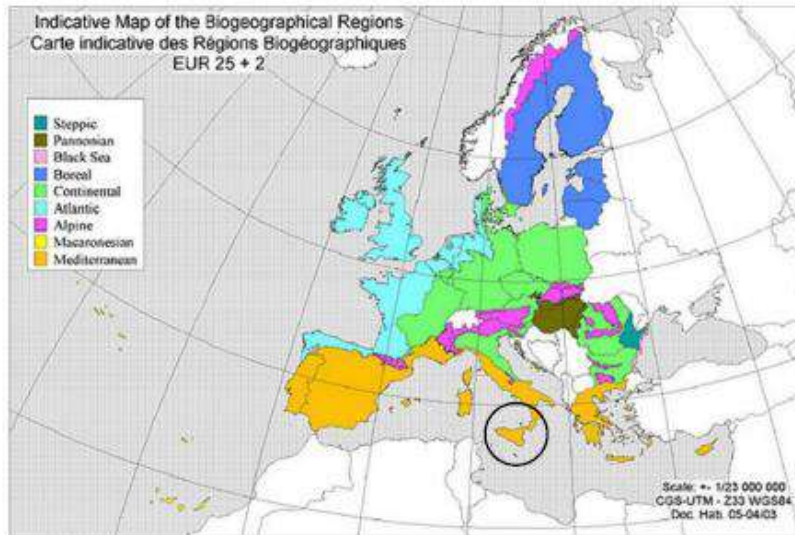 Indicative Map of the Biogeographical Regions
Carte indicative des Régions Biogéographiques
EUR 25 + 2
Steppic
Pannonian
Black Sea
Boreal
Continental
Atlantic
Alpine
Macaronesian
Mediterranean
Scale: +- 1/23 000 000
CGS-UTM - Z33 WGS84
Doc. Hab. 05-04/03